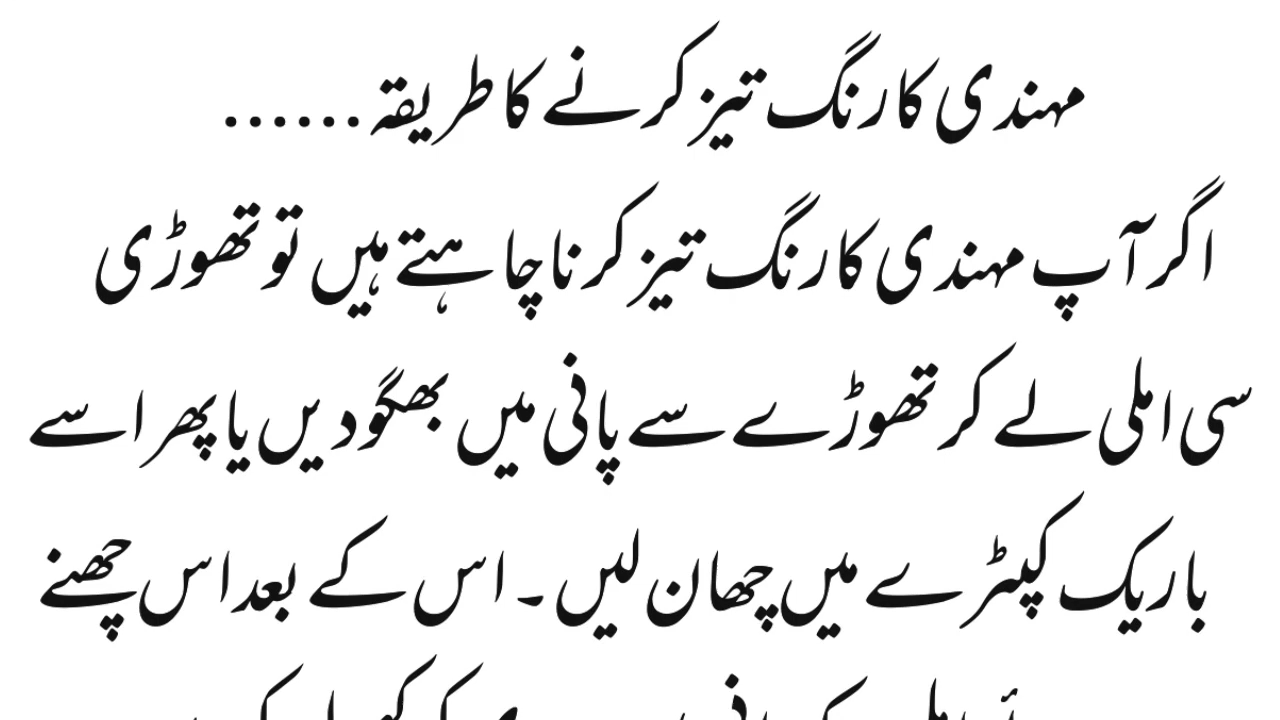 مہندی کا رنگ تیز کرنے کا طریقہ......
اگر آپ مہندی کا رنگ تیز کرنا چاہتے ہیں تو تھوڑی
سی املی لے کر تھوڑے سے پانی میں بھگو دیں یا پھر اسے
باریک کپڑے میں چھان لیں۔ اس کے بعد اس چھنے